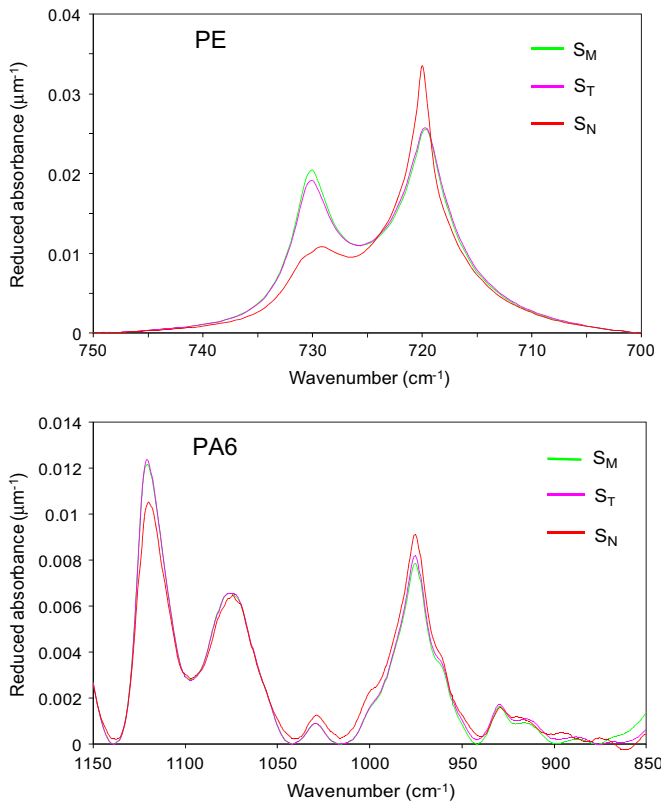 PE
Reduced absorbance (μm⁻¹)
0.04
0.03
0.02
0.01
0
S_M
S_T
S_N
750 740 730 720 710 700
Wavenumber (cm⁻¹)
PA6
Reduced absorbance (μm⁻¹)
0.014
0.012
0.010
0.008
0.006
0.004
0.002
0
S_M
S_T
S_N
1150 1100 1050 1000 950 850
Wavenumber (cm⁻¹)